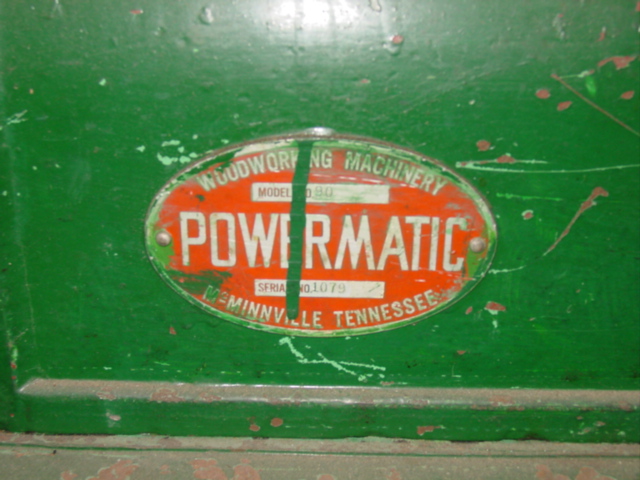 WOODWORKING MACHINERY
MODEL NO. 80
POWERMATIC
SERIAL NO. 1079
McMINNVILLE TENNESSEE